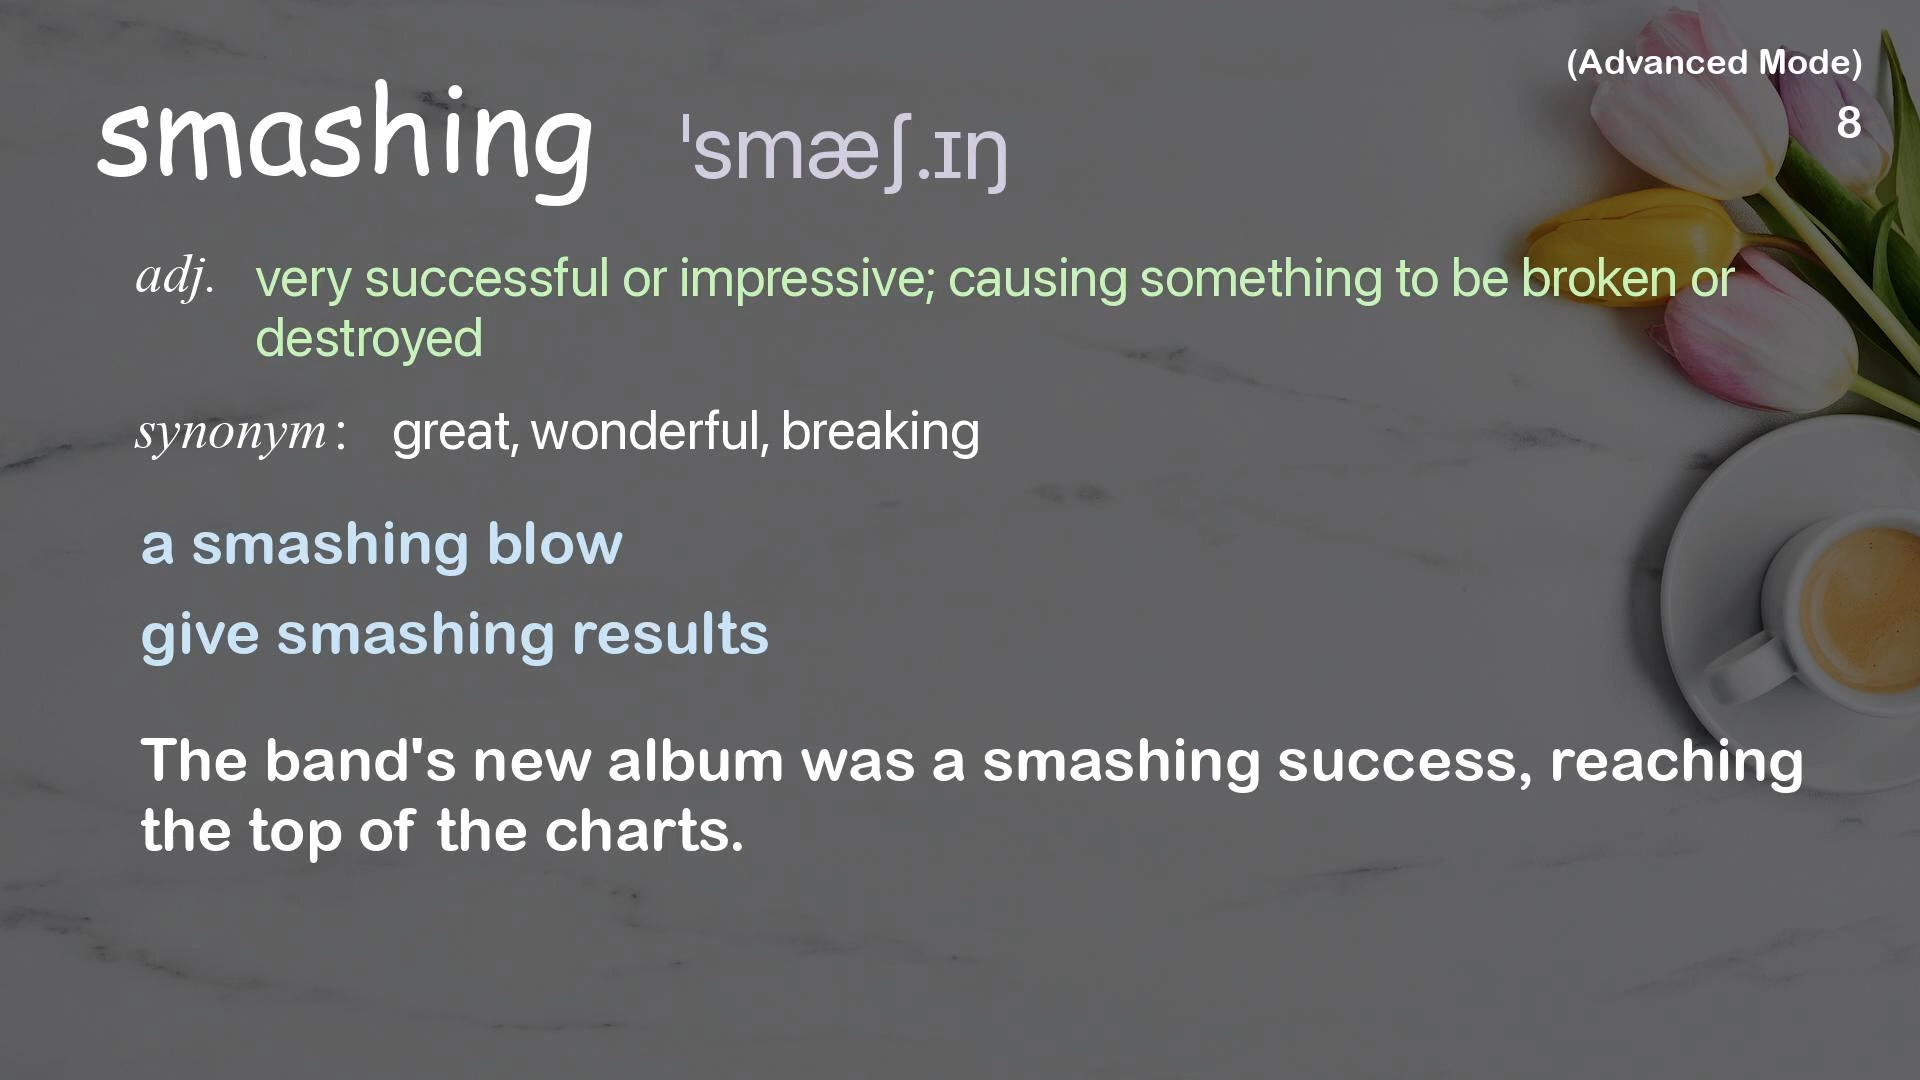 (Advanced Mode)
smashing ˈsmæʃ.ɪŋ
8
adj. very successful or impressive; causing something to be broken or
destroyed
synonym: great, wonderful, breaking
a smashing blow
give smashing results
The band's new album was a smashing success, reaching
the top of the charts.